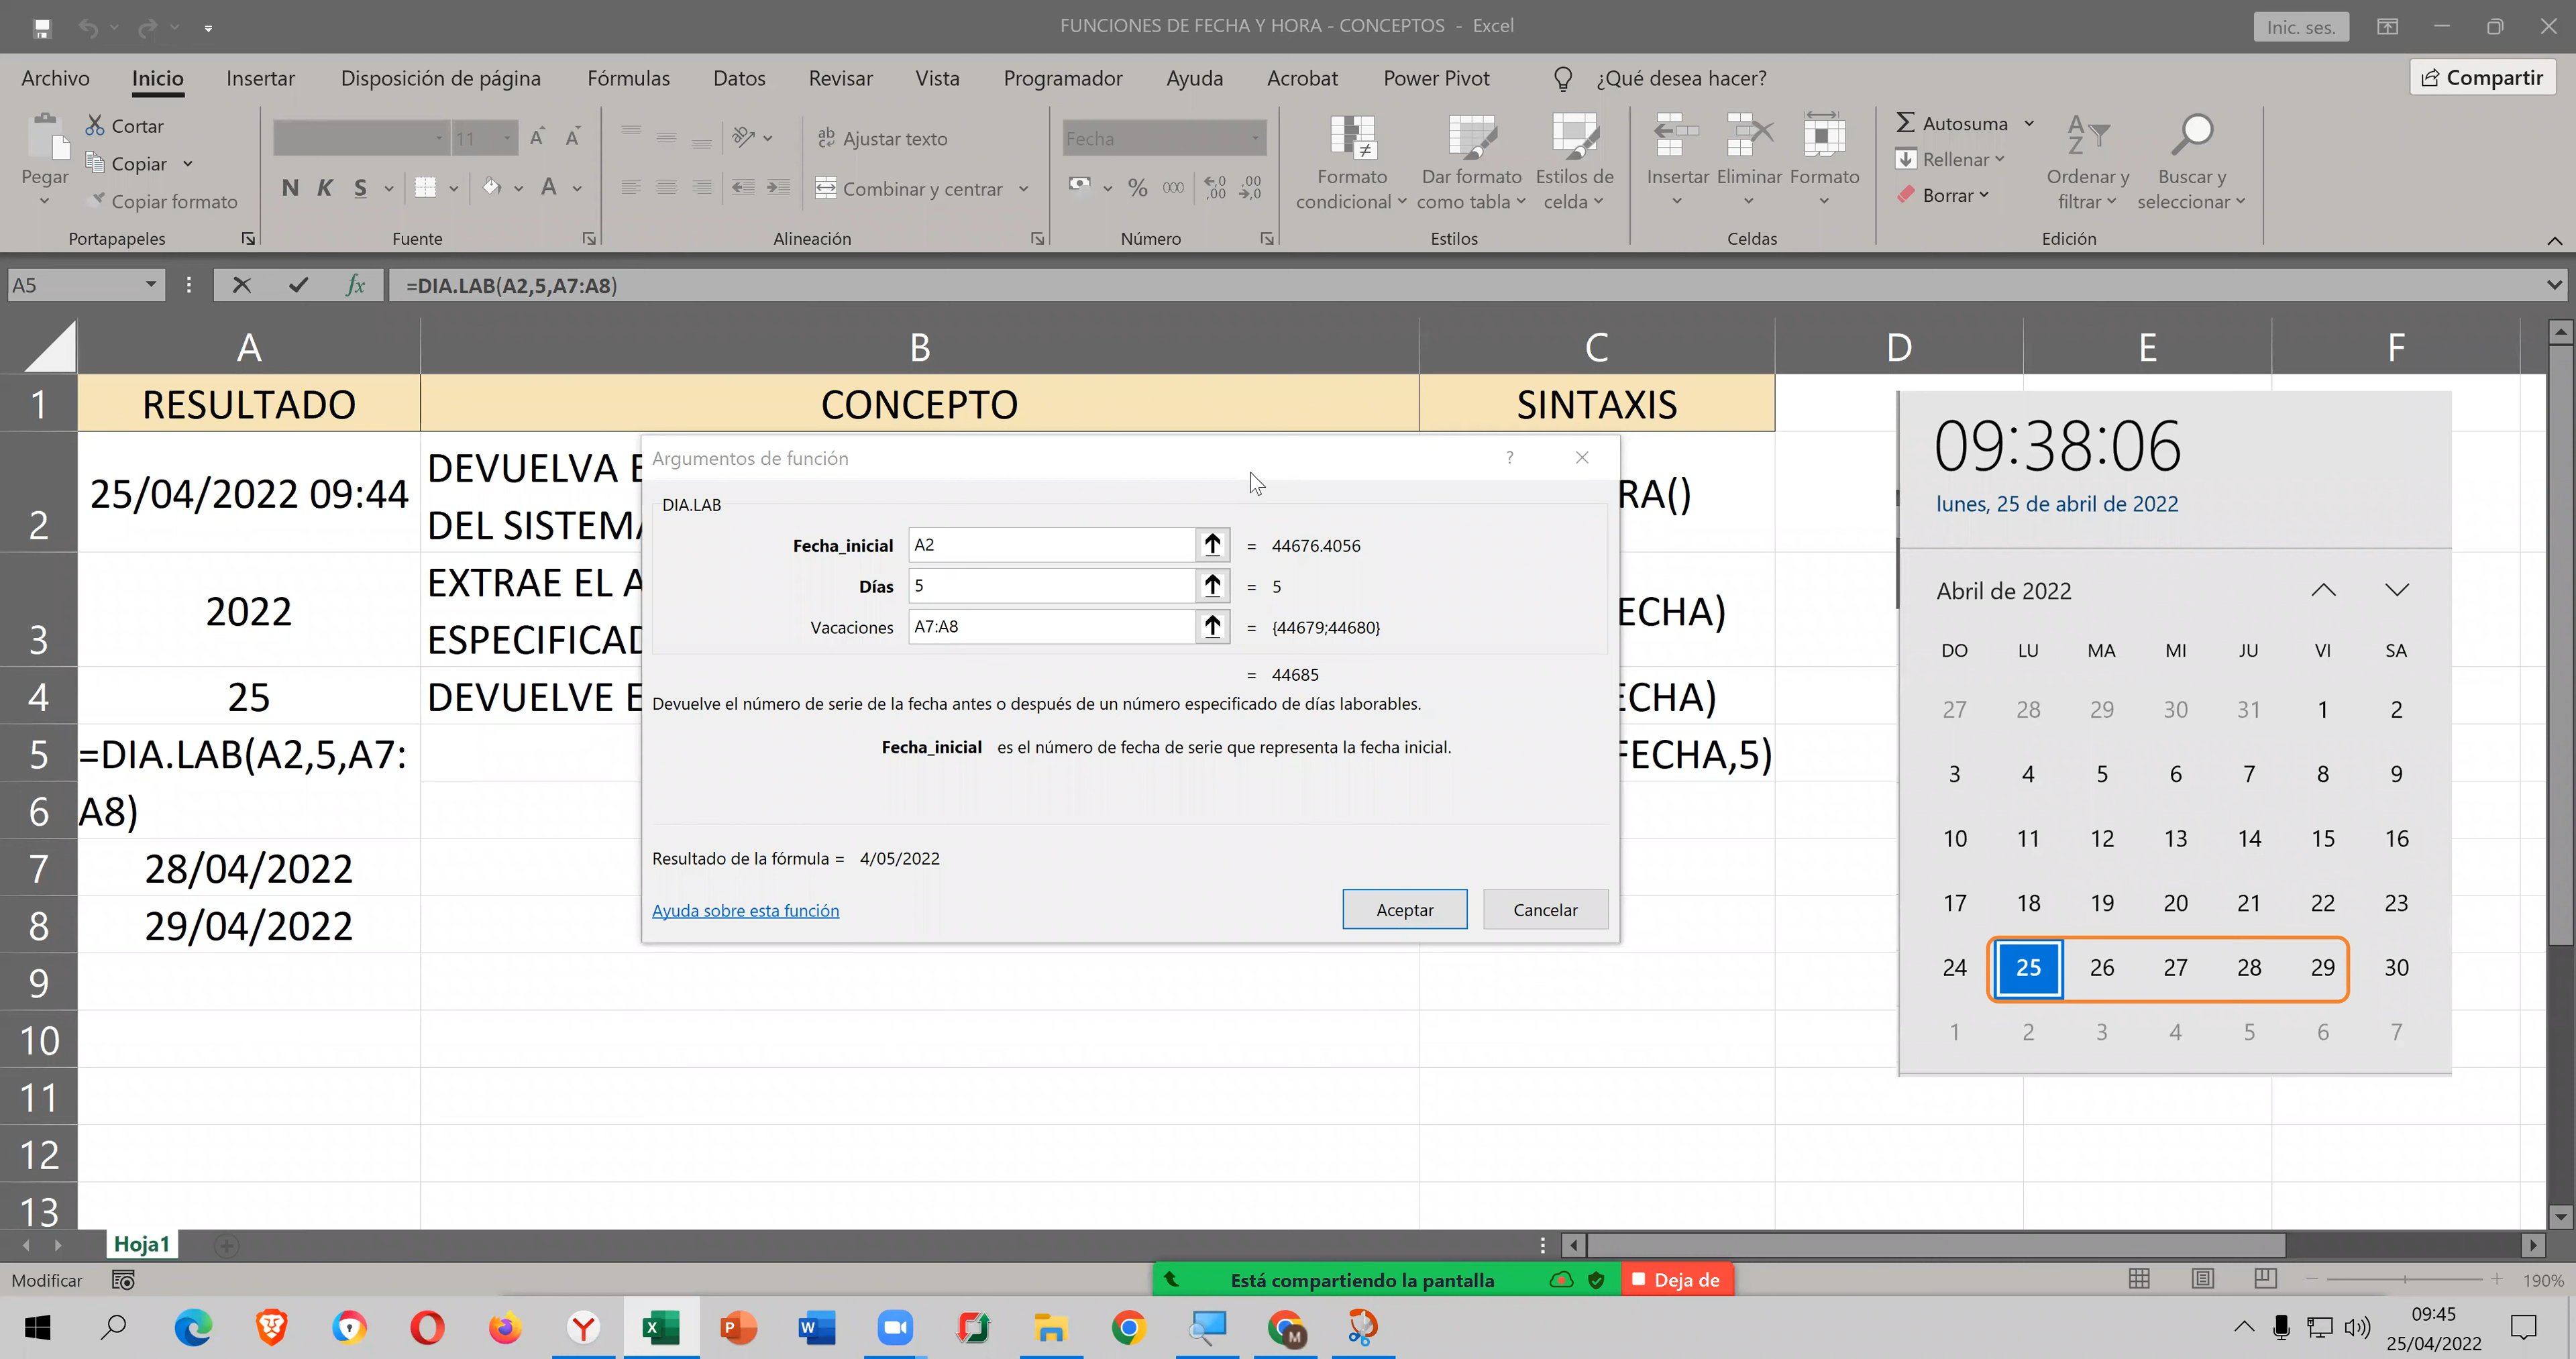 FUNCIONES DE FECHA Y HORA - CONCEPTOS - Excel
Inic. ses.
Archivo Inicio Insertar Disposición de página Fórmulas Datos Revisar Vista Programador Ayuda Acrobat Power Pivot ¿Qué desea hacer? Compartir
Pegar
Cortar
Copiar
Copiar formato
Portapapeles
11
N K S
Fuente
Ajustar texto
Combinar y centrar
Alineación
Fecha
% 000
Número
Formato condicional
Dar formato como tabla
Estilos de celda
Estilos
Insertar Eliminar Formato
Celdas
Autosuma
Rellenar
Borrar
Ordenar y filtrar
Buscar y seleccionar
Edición
A5 fx =DIA.LAB(A2,5,A7:A8)
A B C D E F
1 RESULTADO CONCEPTO SINTAXIS
2 25/04/2022 09:44 DEVUELVA E
DEL SISTEMA
RA()
3 2022 EXTRAE EL A
ESPECIFICAD
ECHA)
4 25 DEVUELVE E
ECHA)
5 =DIA.LAB(A2,5,A7:
FECHA,5)
6 A8)
7 28/04/2022
8 29/04/2022
9
10
11
12
13
Argumentos de función ?
DIA.LAB
Fecha_inicial A2 = 44676.4056
Días 5 = 5
Vacaciones A7:A8 = {44679;44680}
= 44685
Devuelve el número de serie de la fecha antes o después de un número especificado de días laborables.
Fecha_inicial es el número de fecha de serie que representa la fecha inicial.
Resultado de la fórmula = 4/05/2022
Ayuda sobre esta función
Aceptar Cancelar
09:38:06
lunes, 25 de abril de 2022
Abril de 2022
DO LU MA MI JU VI SA
27 28 29 30 31 1 2
3 4 5 6 7 8 9
10 11 12 13 14 15 16
17 18 19 20 21 22 23
24 25 26 27 28 29 30
1 2 3 4 5 6 7
Hoja1
Modificar
Está compartiendo la pantalla
Deja de
190%
09:45
25/04/2022